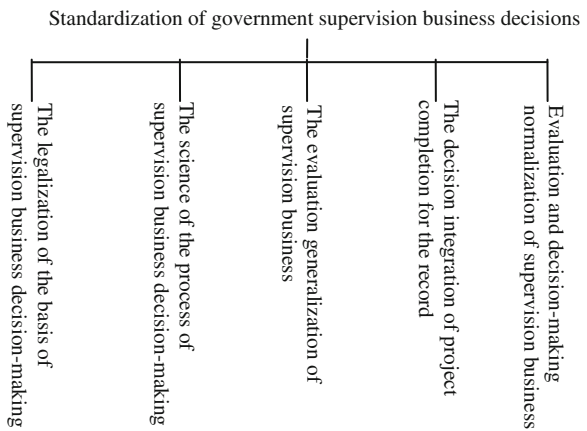 Standardization of government supervision business decisions
The legalization of the basis of
supervision business decision-making
The science of the process of
supervision business decision-making
The evaluation generalization of
supervision business
The decision integration of project
completion for the record
Evaluation and decision-making
normalization of supervision business